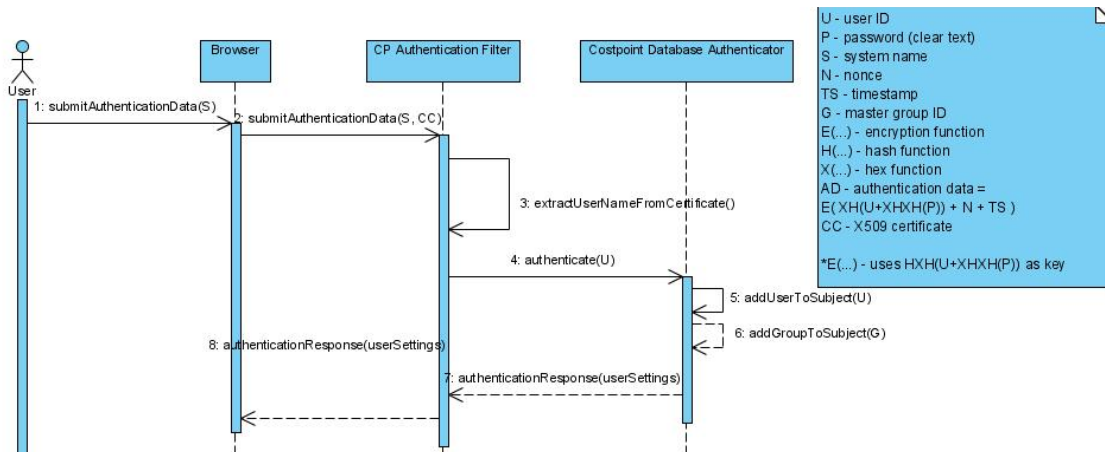 Browser
CP Authentication Filter
Costpoint Database Authenticator
User
1: submitAuthenticationData(S)
2: submitAuthenticationData(S, CC)
3: extractUserNameFromCertificate()
4: authenticate(U)
5: addUserToSubject(U)
6: addGroupToSubject(G)
8: authenticationResponse(userSettings)
7: authenticationResponse(userSettings)
U - user ID
P - password (clear text)
S - system name
N - nonce
TS - timestamp
G - master group ID
E(...) - encryption function
H(...) - hash function
X(...) - hex function
AD - authentication data =
E( XH(U+XHXH(P)) + N + TS )
CC - X509 certificate
*E(...) - uses HXH(U+XHXH(P)) as key